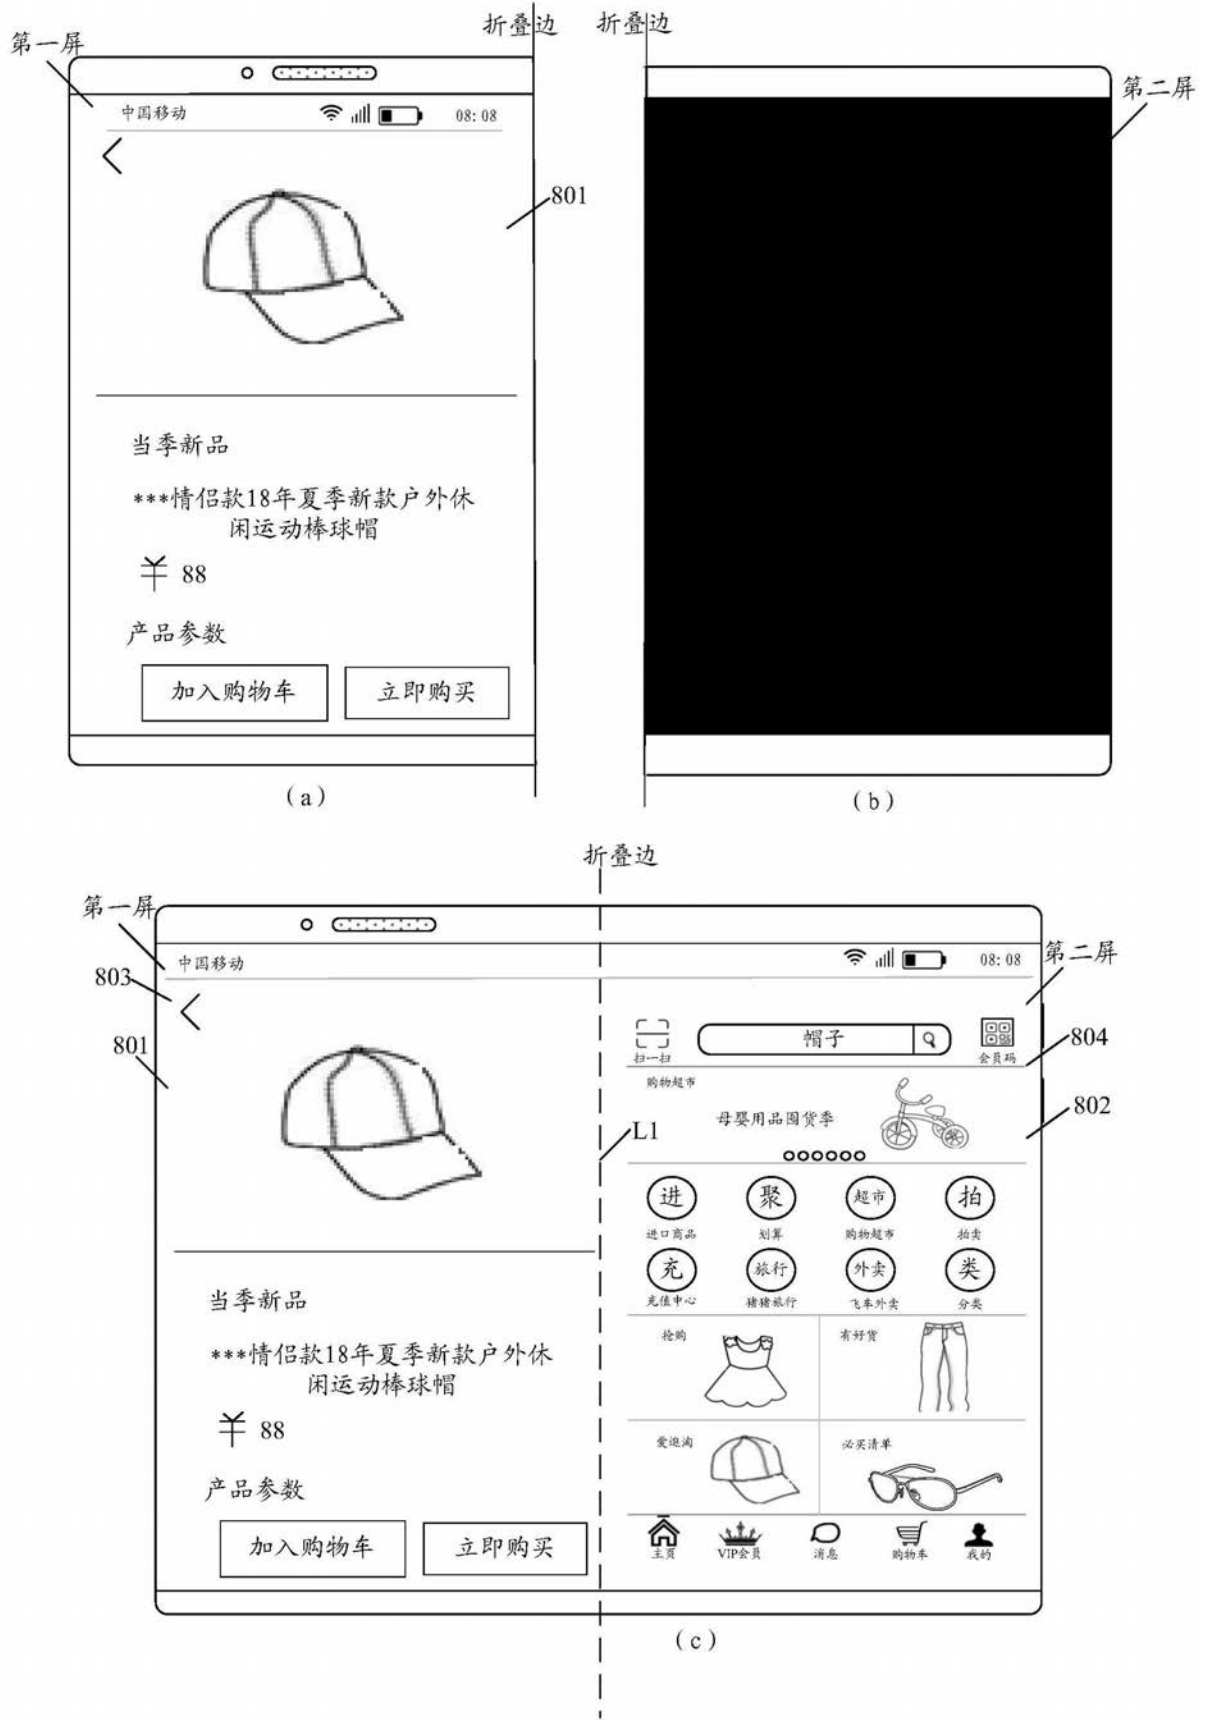 折叠边
折叠边
第一屏
第二屏
中国移动
08:08
801
当季新品
***情侣款18年夏季新款户外休
闲运动棒球帽
¥ 88
产品参数
加入购物车
立即购买
(a)
(b)
折叠边
第一屏
第二屏
中国移动
08:08
803
801
扫一扫
帽子
会员码
804
购物超市
母婴用品囤货季
802
L1
进
聚
超市
拍
进口商品
划算
购物超市
拍卖
充
旅行
外卖
类
充值中心
猪猪旅行
飞车外卖
分类
抢购
有好货
爱逛淘
必买清单
当季新品
***情侣款18年夏季新款户外休
闲运动棒球帽
¥ 88
产品参数
加入购物车
立即购买
主页
VIP会员
消息
购物车
我的
(c)